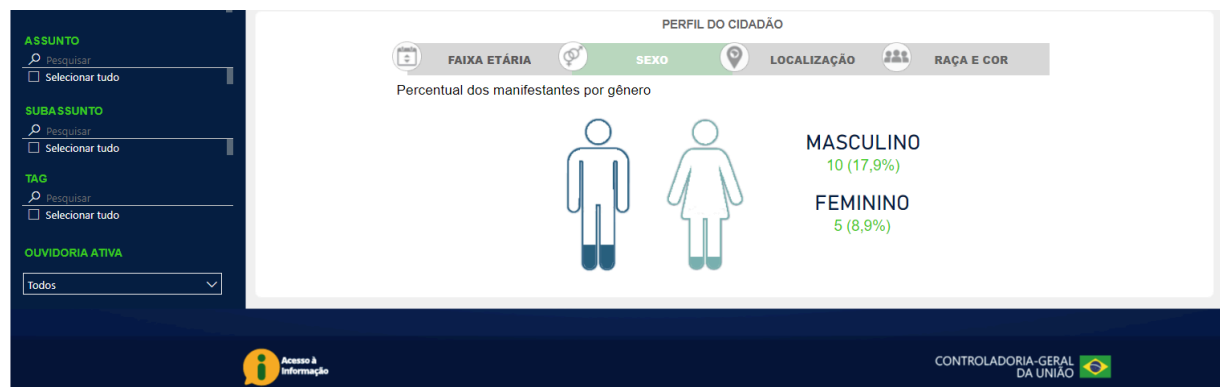 ASSUNTO
Pesquisar
Selecionar tudo
SUBASSUNTO
Pesquisar
Selecionar tudo
TAG
Pesquisar
Selecionar tudo
OUVIDORIA ATIVA
Todos
PERFIL DO CIDADÃO
FAIXA ETÁRIA SEXO LOCALIZAÇÃO RAÇA E COR
Percentual dos manifestantes por gênero
MASCULINO
10 (17,9%)
FEMININO
5 (8,9%)
Acesso à
Informação
CONTROLADORIA-GERAL
DA UNIÃO